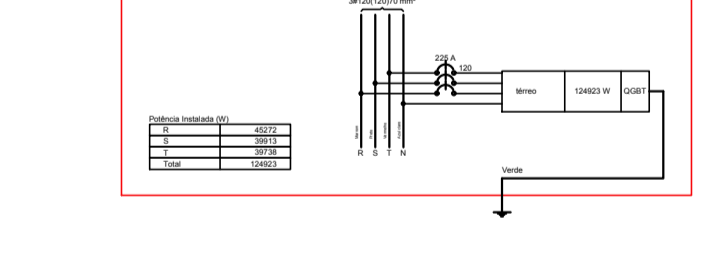 3#120(120)70 mm²
225 A
120
térreo 124923 W QGBT
Potência Instalada (W)
R 45272
S 39913
T 39738
Total 124923
R S T N
Verde